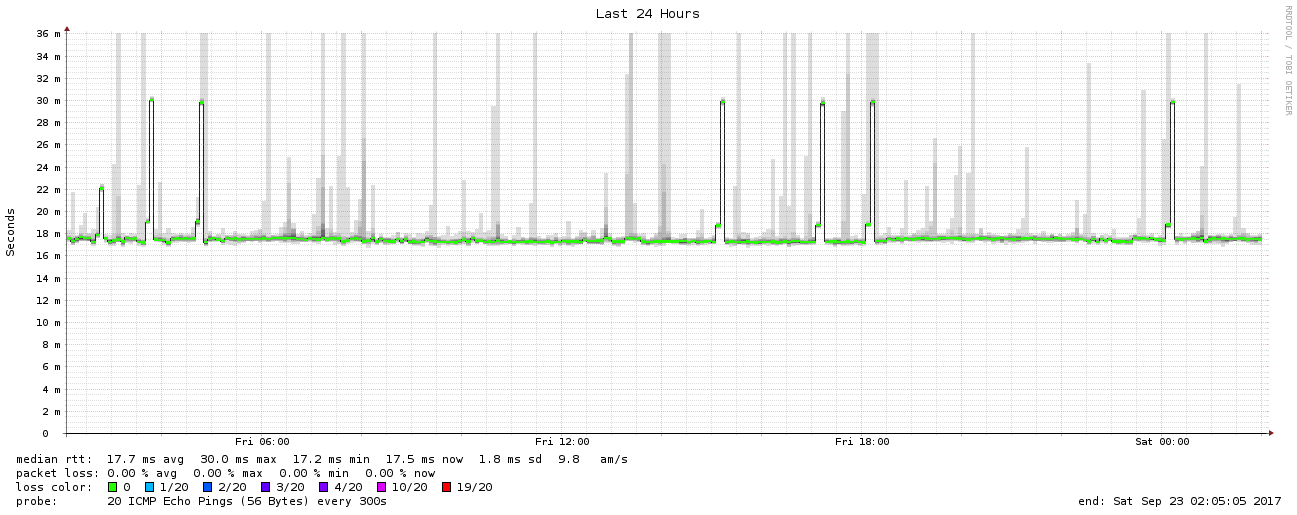 Last 24 Hours
RRDTOOL / TOBI OETIKER
Seconds
36 m
34 m
32 m
30 m
28 m
26 m
24 m
22 m
20 m
18 m
16 m
14 m
12 m
10 m
8 m
6 m
4 m
2 m
0
Fri 06:00 Fri 12:00 Fri 18:00 Sat 00:00
median rtt: 17.7 ms avg 30.0 ms max 17.2 ms min 17.5 ms now 1.8 ms sd 9.8 am/s
packet loss: 0.00 % avg 0.00 % max 0.00 % min 0.00 % now
loss color: 0 1/20 2/20 3/20 4/20 10/20 19/20
probe: 20 ICMP Echo Pings (56 Bytes) every 300s end: Sat Sep 23 02:05:05 2017